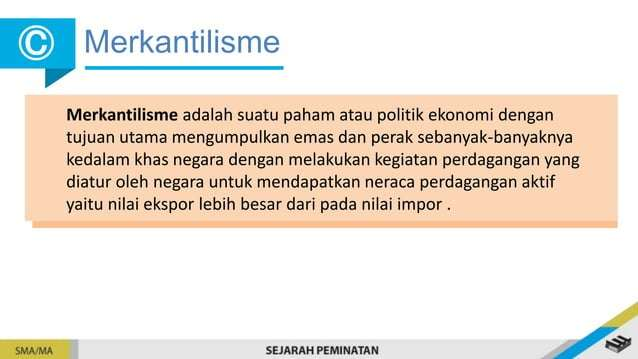 ©
Merkantilisme
Merkantilisme adalah suatu paham atau politik ekonomi dengan
tujuan utama mengumpulkan emas dan perak sebanyak-banyaknya
kedalam khas negara dengan melakukan kegiatan perdagangan yang
diatur oleh negara untuk mendapatkan neraca perdagangan aktif
yaitu nilai ekspor lebih besar dari pada nilai impor .
SMA/MA
SEJARAH PEMINATAN